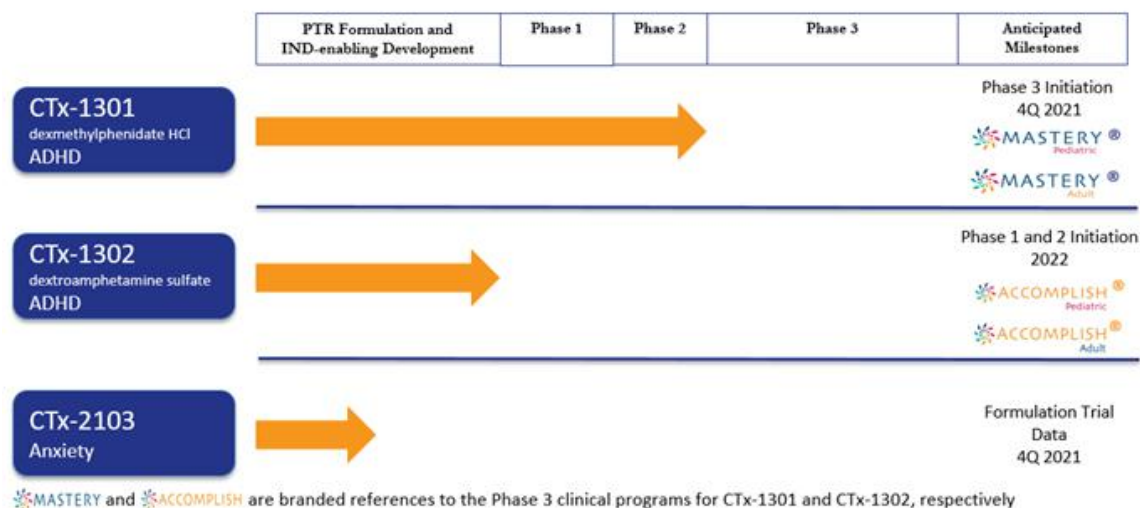 PTR Formulation and
IND-enabling Development
Phase 1
Phase 2
Phase 3
Anticipated
Milestones
CTx-1301
dexmethylphenidate HCl
ADHD
Phase 3 Initiation
4Q 2021
MASTERY ®
Pediatric
MASTERY ®
Adult
CTx-1302
dextroamphetamine sulfate
ADHD
Phase 1 and 2 Initiation
2022
ACCOMPLISH ®
Pediatric
ACCOMPLISH ®
Adult
CTx-2103
Anxiety
Formulation Trial
Data
4Q 2021
MASTERY and ACCOMPLISH are branded references to the Phase 3 clinical programs for CTx-1301 and CTx-1302, respectively